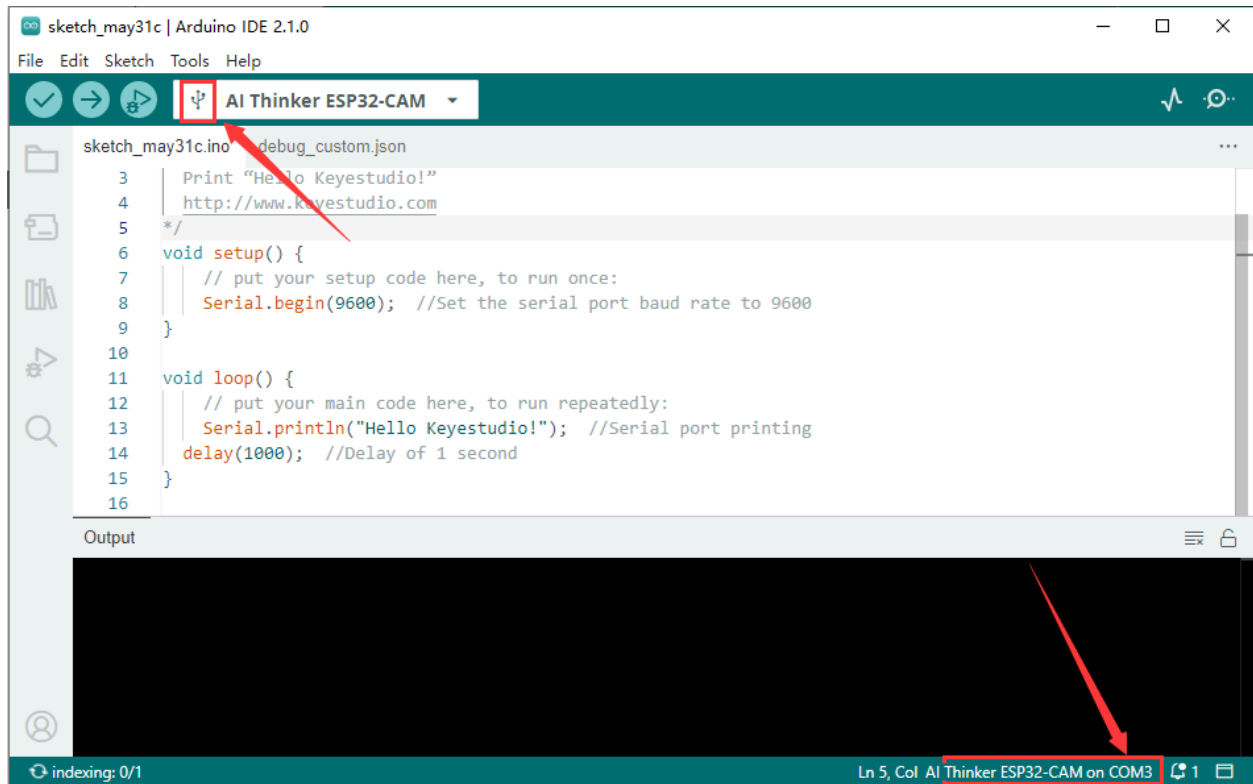 sketch_may31c | Arduino IDE 2.1.0
File Edit Sketch Tools Help
AI Thinker ESP32-CAM
sketch_may31c.ino debug_custom.json
3 Print “Hello Keyestudio!”
4 http://www.keyestudio.com
5 */
6 void setup() {
7 // put your setup code here, to run once:
8 Serial.begin(9600); //Set the serial port baud rate to 9600
9 }
10
11 void loop() {
12 // put your main code here, to run repeatedly:
13 Serial.println("Hello Keyestudio!"); //Serial port printing
14 delay(1000); //Delay of 1 second
15 }
16
Output
indexing: 0/1 Ln 5, Col AI Thinker ESP32-CAM on COM3 1